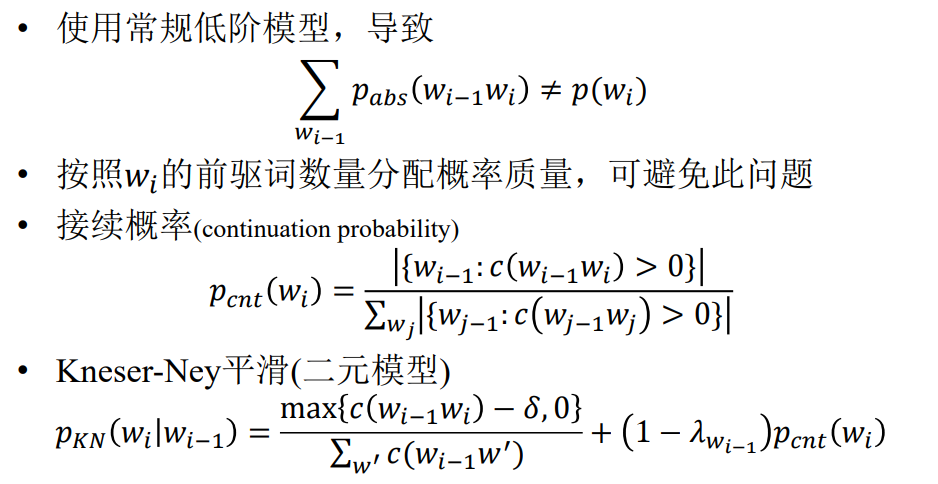 • 使用常规低阶模型，导致
$\sum_{w_{i-1}} p_{abs}(w_{i-1}w_i) \neq p(w_i)$
• 按照$w_i$的前驱词数量分配概率质量，可避免此问题
• 接续概率(continuation probability)
$p_{cnt}(w_i) = \frac{|\{w_{i-1}: c(w_{i-1}w_i) > 0\}|}{\sum_{w_j} |\{w_{j-1}: c(w_{j-1}w_j) > 0\}|}$
• Kneser-Ney平滑(二元模型)
$p_{KN}(w_i|w_{i-1}) = \frac{\max\{c(w_{i-1}w_i) - \delta, 0\}}{\sum_{w'} c(w_{i-1}w')} + (1 - \lambda_{w_{i-1}}) p_{cnt}(w_i)$